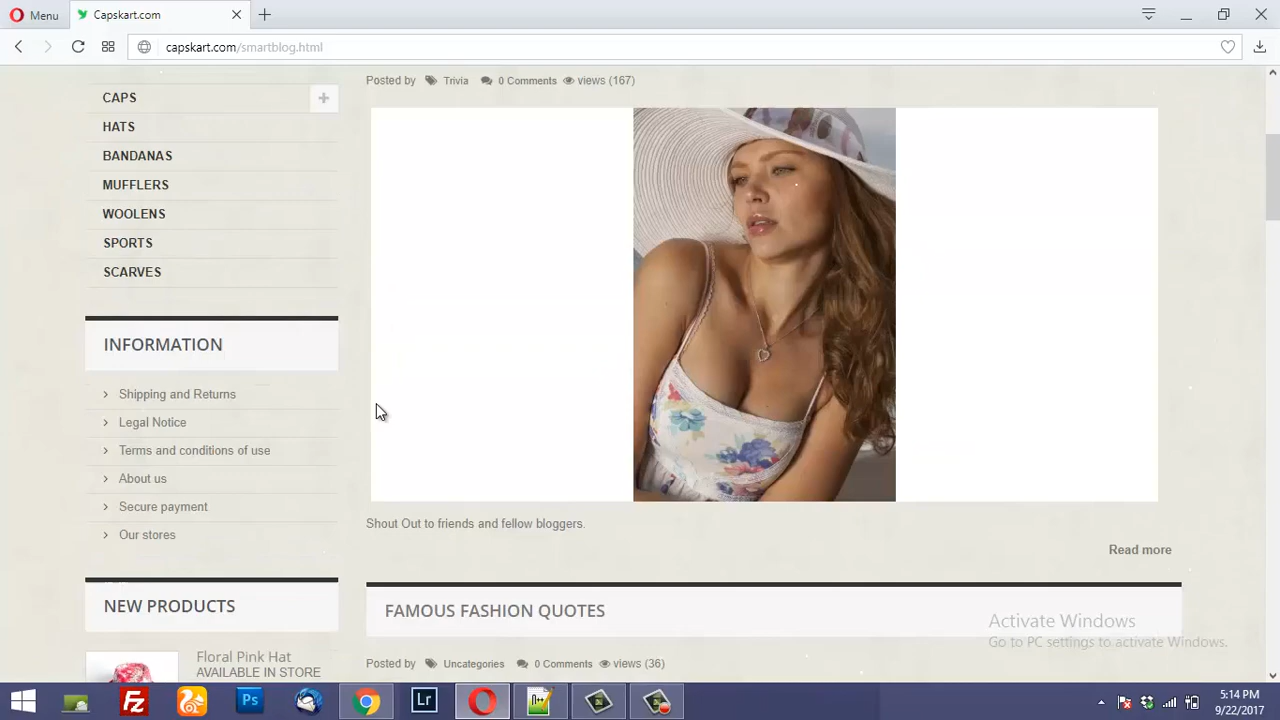 Menu
Capskart.com
capskart.com/smartblog.html
Posted by Trivia 0 Comments views (167)
CAPS
HATS
BANDANAS
MUFFLERS
WOOLENS
SPORTS
SCARVES
INFORMATION
Shipping and Returns
Legal Notice
Terms and conditions of use
About us
Secure payment
Our stores
NEW PRODUCTS
Floral Pink Hat
AVAILABLE IN STORE
Shout Out to friends and fellow bloggers.
Read more
FAMOUS FASHION QUOTES
Posted by Uncategories 0 Comments views (36)
Activate Windows
Go to PC settings to activate Windows.
Fz
Ps
Lr
5:14 PM
9/22/2017